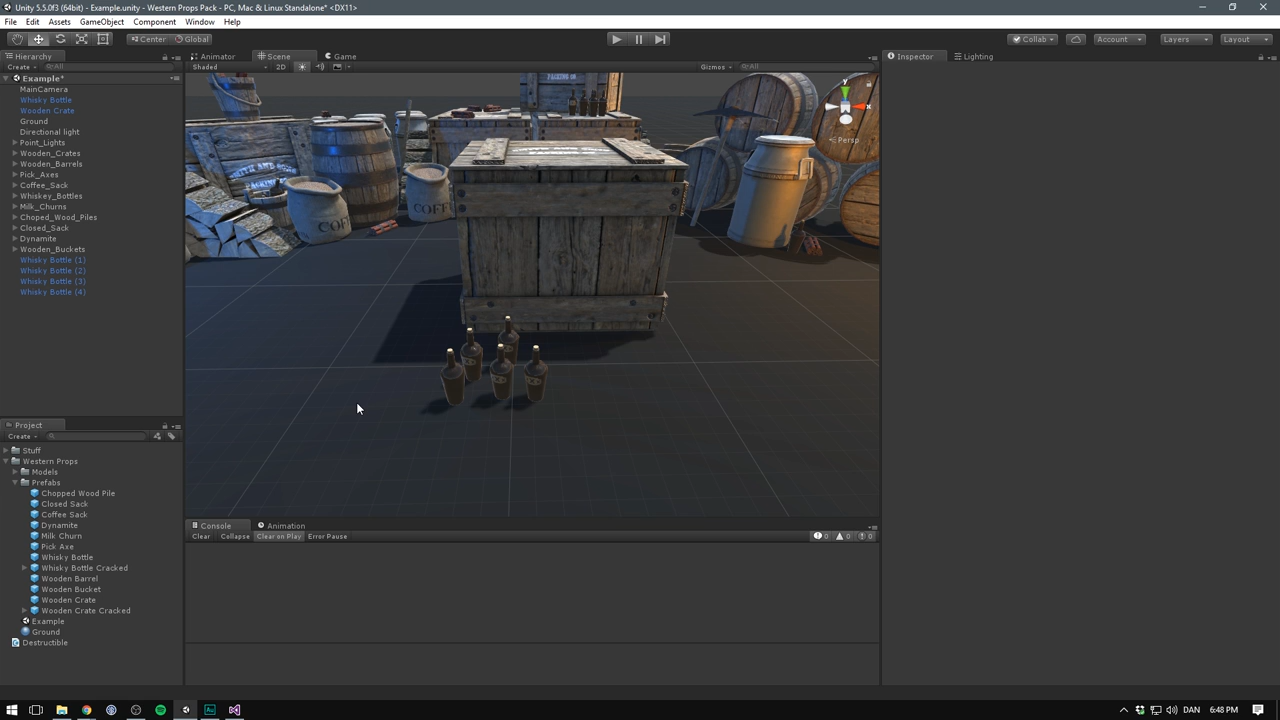 Unity 5.5.0f3 (64bit) - Example.unity - Western Props Pack - PC, Mac & Linux Standalone* <DX11>
File Edit Assets GameObject Component Window Help
Center Global Collab Account Layers Layout
Hierarchy Animator Scene Game Inspector Lighting
Create All Shaded 2D Gizmos All
Example*
MainCamera
Whisky Bottle
Wooden Crate
Ground
Directional light
Point_Lights
Wooden_Crates
Wooden_Barrels
Pick_Axes
Coffee_Sack
Whiskey_Bottles
Milk_Churns
Choped_Wood_Piles
Closed_Sack
Dynamite
Wooden_Buckets
Whisky Bottle (1)
Whisky Bottle (2)
Whisky Bottle (3)
Whisky Bottle (4)
y
x
Persp
COFF
COFF
Project
Create
Stuff
Western Props
Models
Prefabs
Chopped Wood Pile
Closed Sack
Coffee Sack
Dynamite
Milk Churn
Pick Axe
Whisky Bottle
Whisky Bottle Cracked
Wooden Barrel
Wooden Bucket
Wooden Crate
Wooden Crate Cracked
Example
Ground
Destructible
Console Animation
Clear Collapse Clear on Play Error Pause 0 0 0
DAN 6:48 PM